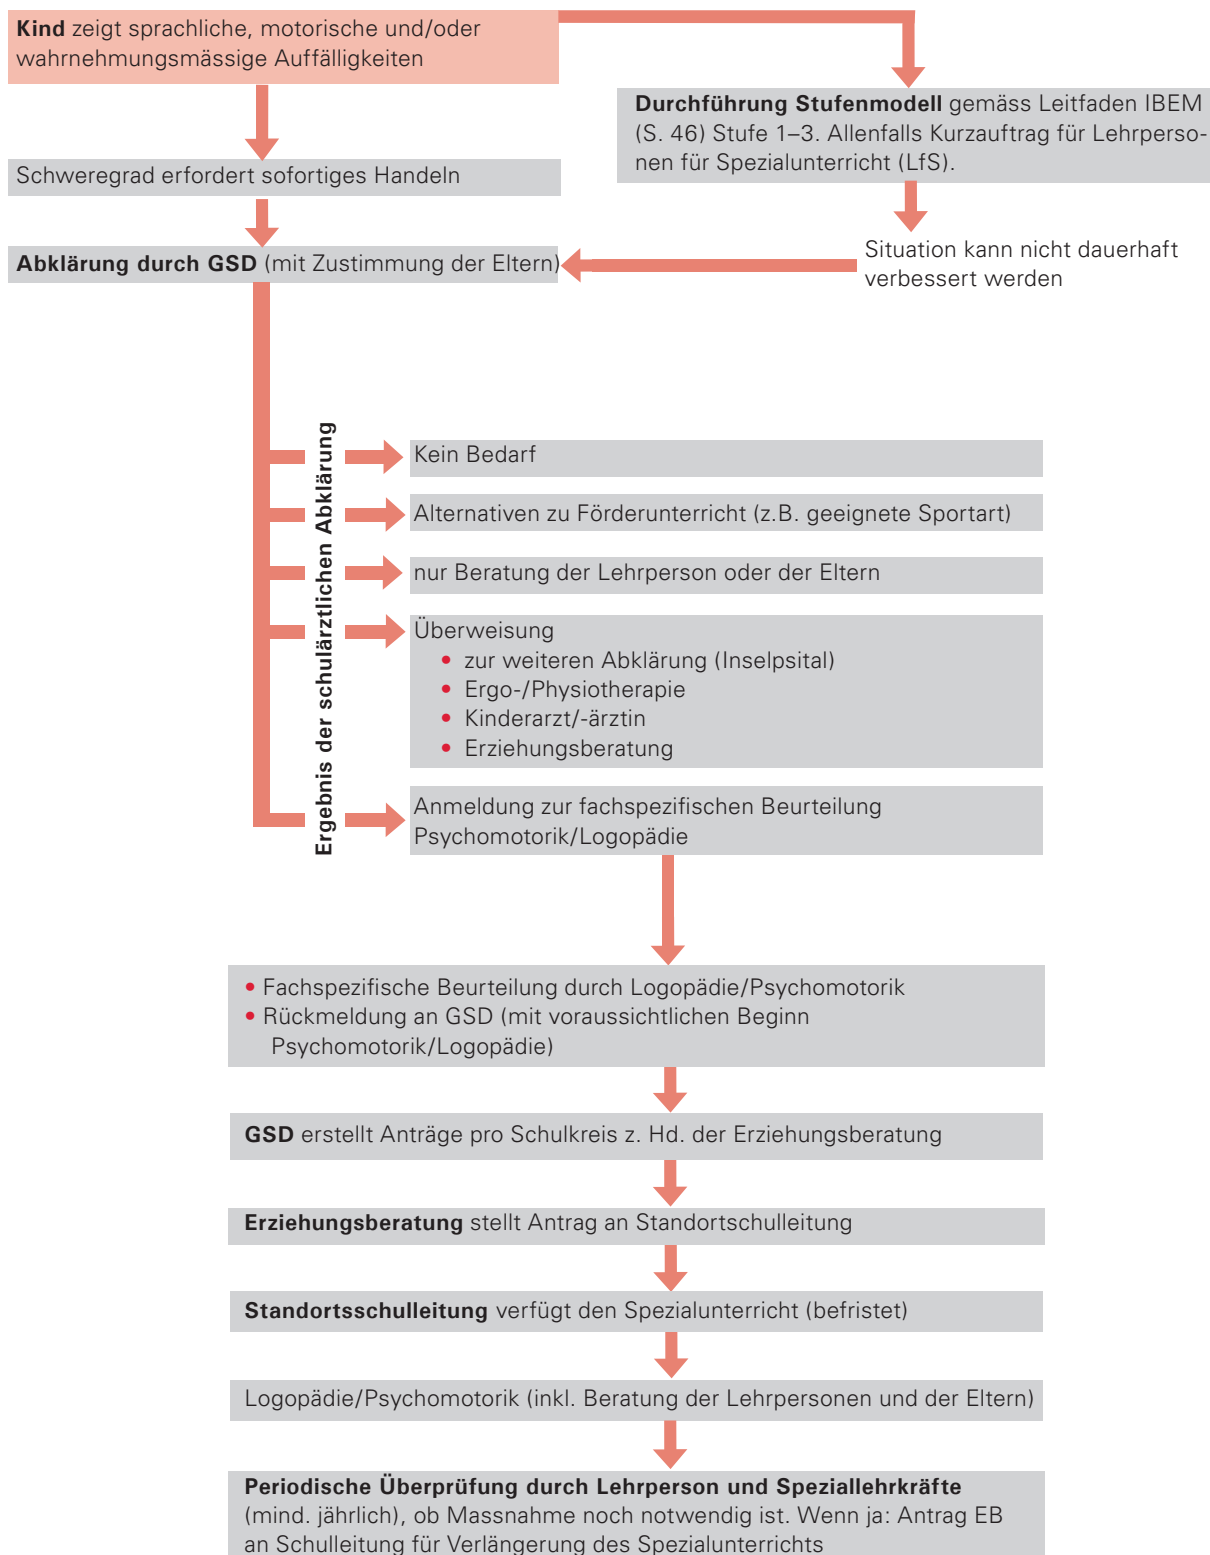 Kind zeigt sprachliche, motorische und/oder
wahrnehmungsmässige Auffälligkeiten
Durchführung Stufenmodell gemäss Leitfaden IBEM
(S. 46) Stufe 1–3. Allenfalls Kurzauftrag für Lehrperso-
nen für Spezialunterricht (LfS).
Schweregrad erfordert sofortiges Handeln
Situation kann nicht dauerhaft
verbessert werden
Abklärung durch GSD (mit Zustimmung der Eltern)
Ergebnis der schulärztlichen Abklärung
Kein Bedarf
Alternativen zu Förderunterricht (z.B. geeignete Sportart)
nur Beratung der Lehrperson oder der Eltern
Überweisung
• zur weiteren Abklärung (Inselpsital)
• Ergo-/Physiotherapie
• Kinderarzt/-ärztin
• Erziehungsberatung
Anmeldung zur fachspezifischen Beurteilung
Psychomotorik/Logopädie
• Fachspezifische Beurteilung durch Logopädie/Psychomotorik
• Rückmeldung an GSD (mit voraussichtlichen Beginn
Psychomotorik/Logopädie)
GSD erstellt Anträge pro Schulkreis z. Hd. der Erziehungsberatung
Erziehungsberatung stellt Antrag an Standortschulleitung
Standortsschulleitung verfügt den Spezialunterricht (befristet)
Logopädie/Psychomotorik (inkl. Beratung der Lehrpersonen und der Eltern)
Periodische Überprüfung durch Lehrperson und Speziallehrkräfte
(mind. jährlich), ob Massnahme noch notwendig ist. Wenn ja: Antrag EB
an Schulleitung für Verlängerung des Spezialunterrichts